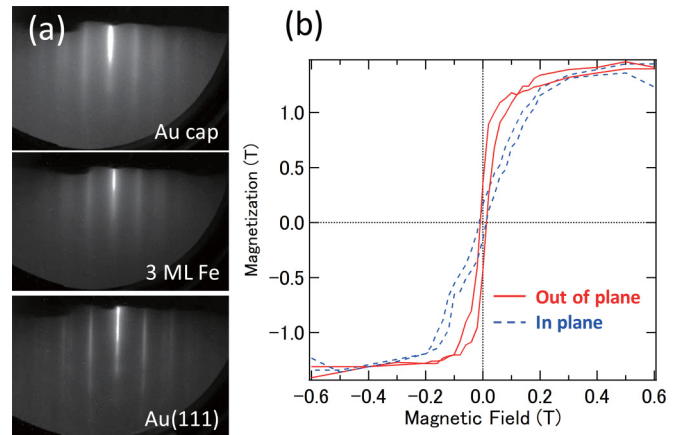 (a)
Au cap
3 ML Fe
Au(111)
(b)
Magnetization (T)
1.0
0.5
0.0
−0.5
−1.0
Out of plane
In plane
−0.6
−0.4
−0.2
0.0
0.2
0.4
0.6
Magnetic Field (T)